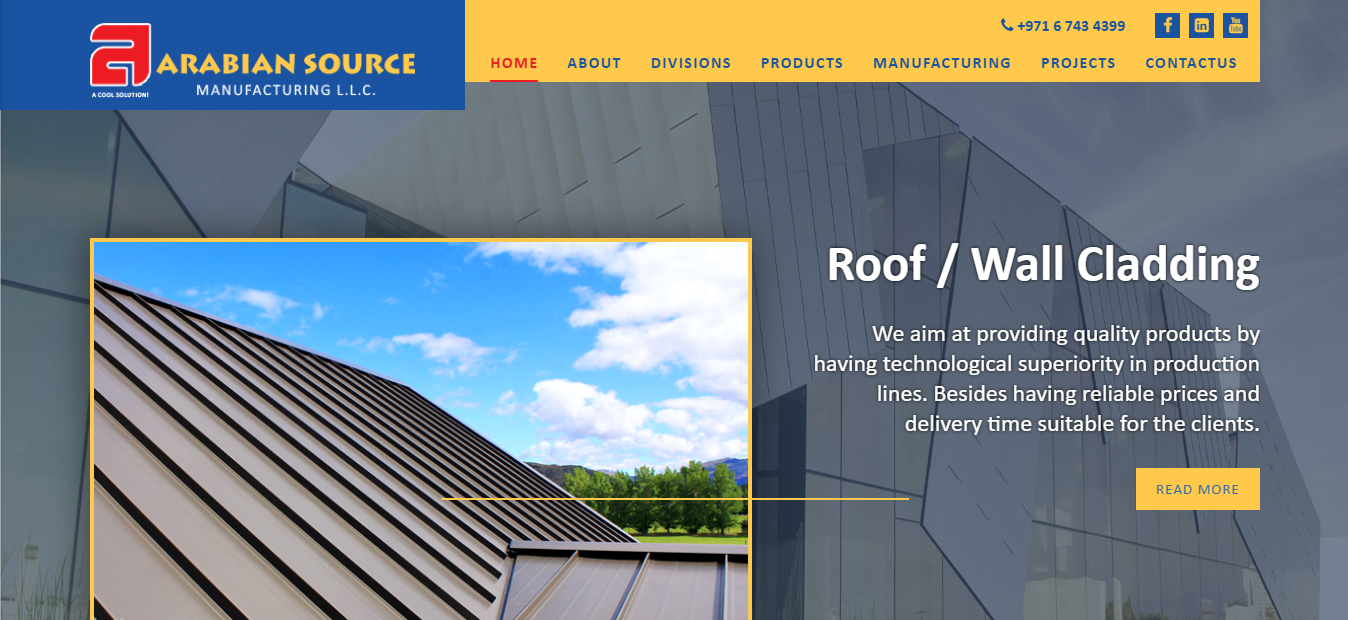 ARABIAN SOURCE
MANUFACTURING L.L.C.
A COOL SOLUTION!
+971 6 743 4399
You
Tube
HOME ABOUT DIVISIONS PRODUCTS MANUFACTURING PROJECTS CONTACTUS
Roof / Wall Cladding
We aim at providing quality products by
having technological superiority in production
lines. Besides having reliable prices and
delivery time suitable for the clients.
READ MORE